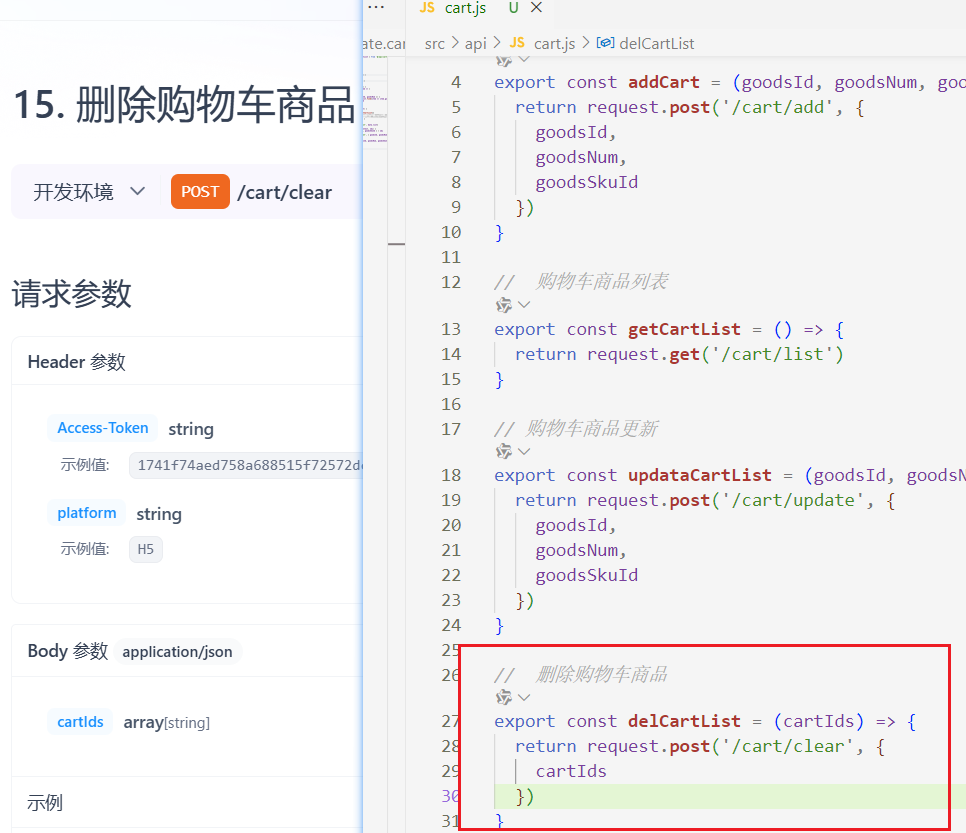 15. 删除购物车商品
开发环境
POST
/cart/clear
请求参数
Header 参数
Access-Token string
示例值:
1741f74aed758a688515f72572d
platform string
示例值:
H5
Body 参数 application/json
cartIds array[string]
示例
···
JS cart.js U ×
ate.car
src > api > JS cart.js > delCartList
4 export const addCart = (goodsId, goodsNum, goo
5 return request.post('/cart/add', {
6 goodsId,
7 goodsNum,
8 goodsSkuId
9 })
10 }
11
12 // 购物车商品列表
13 export const getCartList = () => {
14 return request.get('/cart/list')
15 }
16
17 // 购物车商品更新
18 export const updataCartList = (goodsId, goodsN
19 return request.post('/cart/update', {
20 goodsId,
21 goodsNum,
22 goodsSkuId
23 })
24 }
25
26 // 删除购物车商品
27 export const delCartList = (cartIds) => {
28 return request.post('/cart/clear', {
29 cartIds
30 })
31 }